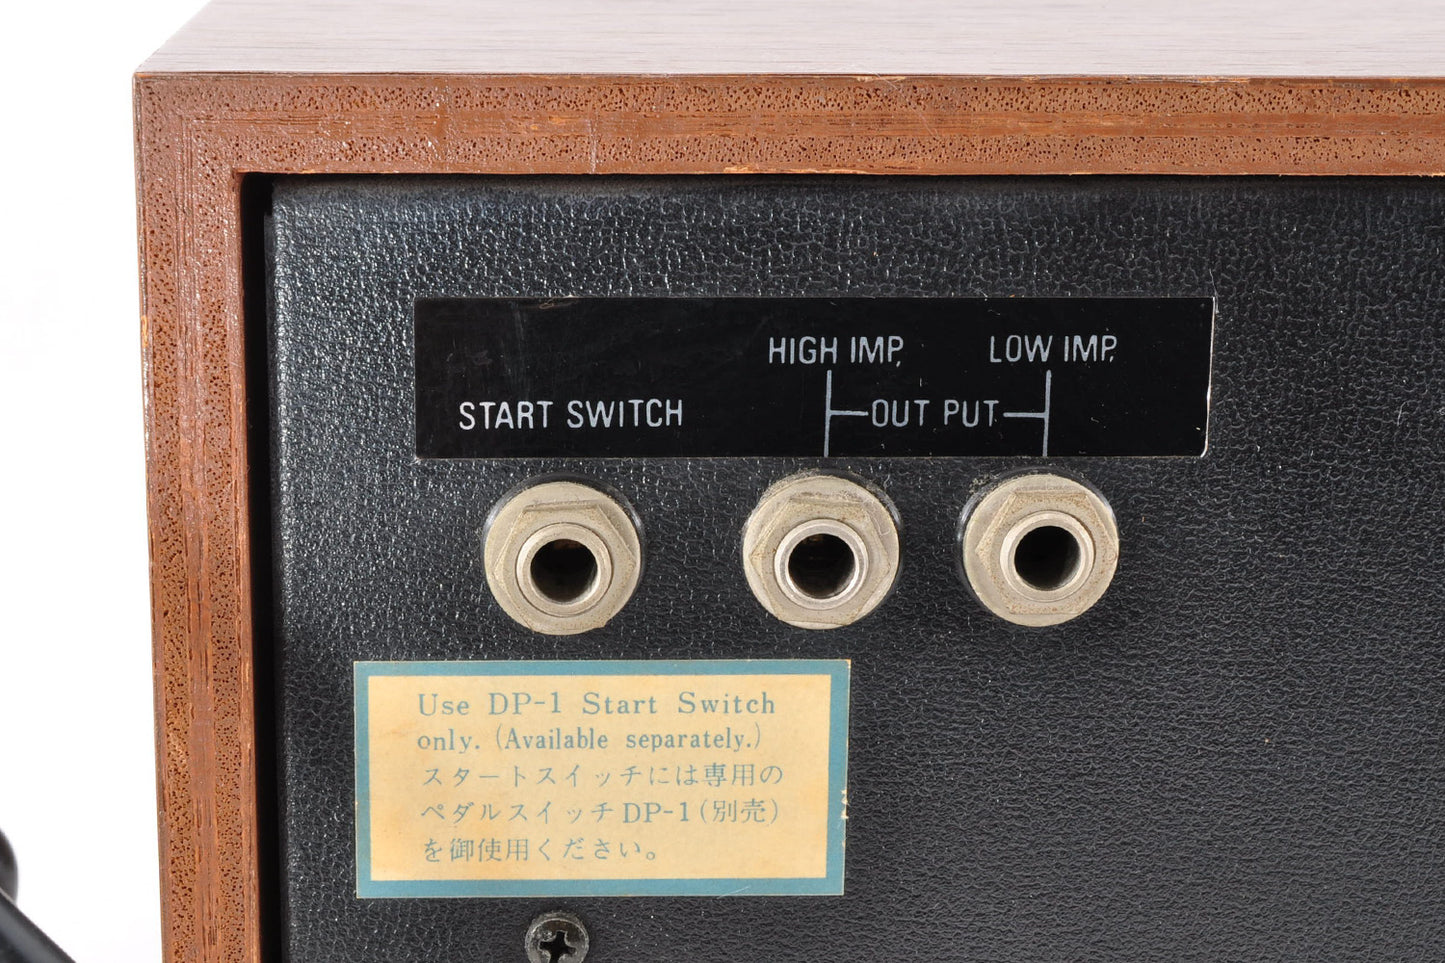 HIGH IMP.
LOW IMP.
START SWITCH
OUT PUT
Use DP-1 Start Switch
only. (Available separately.)
スタートスイッチには専用の
ペダルスイッチDP-1(別売)
を御使用ください。